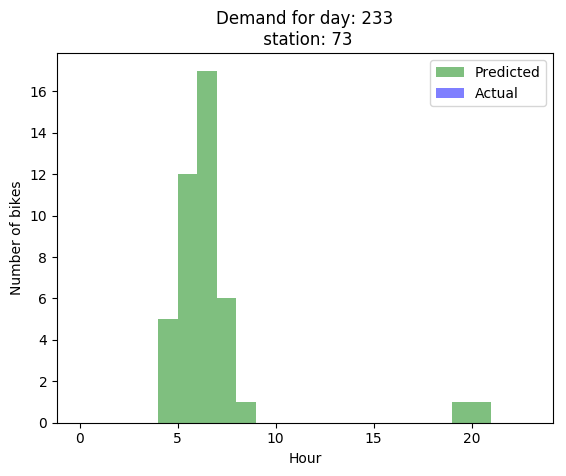 Demand for day: 233
station: 73
Predicted
Actual
16
14
12
10
8
6
4
2
0
Number of bikes
0 5 10 15 20
Hour